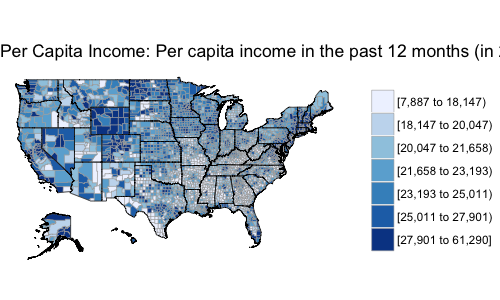 Per Capita Income: Per capita income in the past 12 months (in
[7,887 to 18,147)
[18,147 to 20,047)
[20,047 to 21,658)
[21,658 to 23,193)
[23,193 to 25,011)
[25,011 to 27,901)
[27,901 to 61,290]